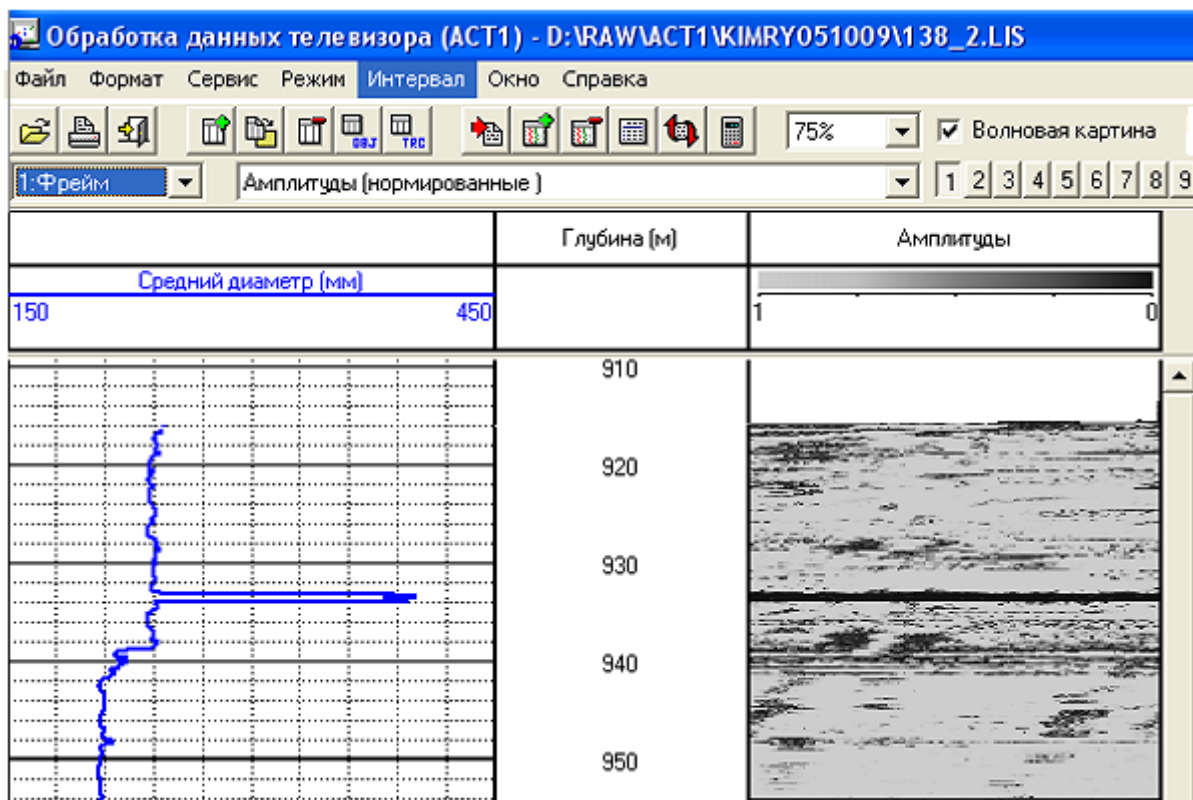 Обработка данных телевизора (ACT1) - D:\RAW\ACT1\KIMRY051009\138_2.LIS
Файл Формат Сервис Режим Интервал Окно Справка
OBJ TRC 75% Волновая картина
1:Фрейм Амплитуды (нормированные ) 1 2 3 4 5 6 7 8 9
Глубина (м) Амплитуды
Средний диаметр (мм)
150 450 1 0
910
920
930
940
950